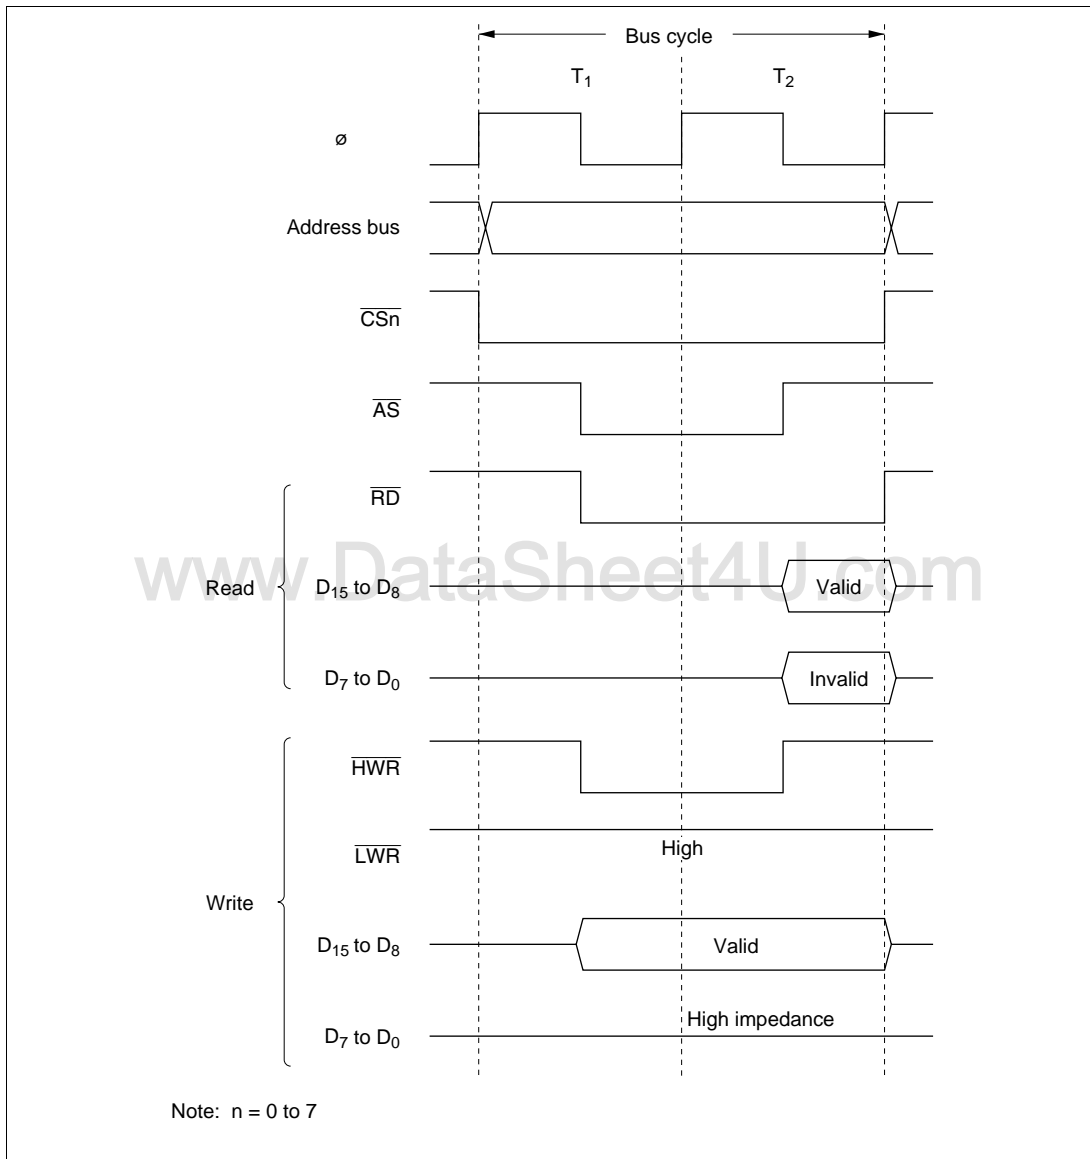 Bus cycle
T1 T2
ø
Address bus
CSn
AS
RD
www.DataSheet4U.com
Read
D15 to D8 Valid
D7 to D0 Invalid
HWR
LWR High
Write
D15 to D8 Valid
D7 to D0 High impedance
Note: n = 0 to 7